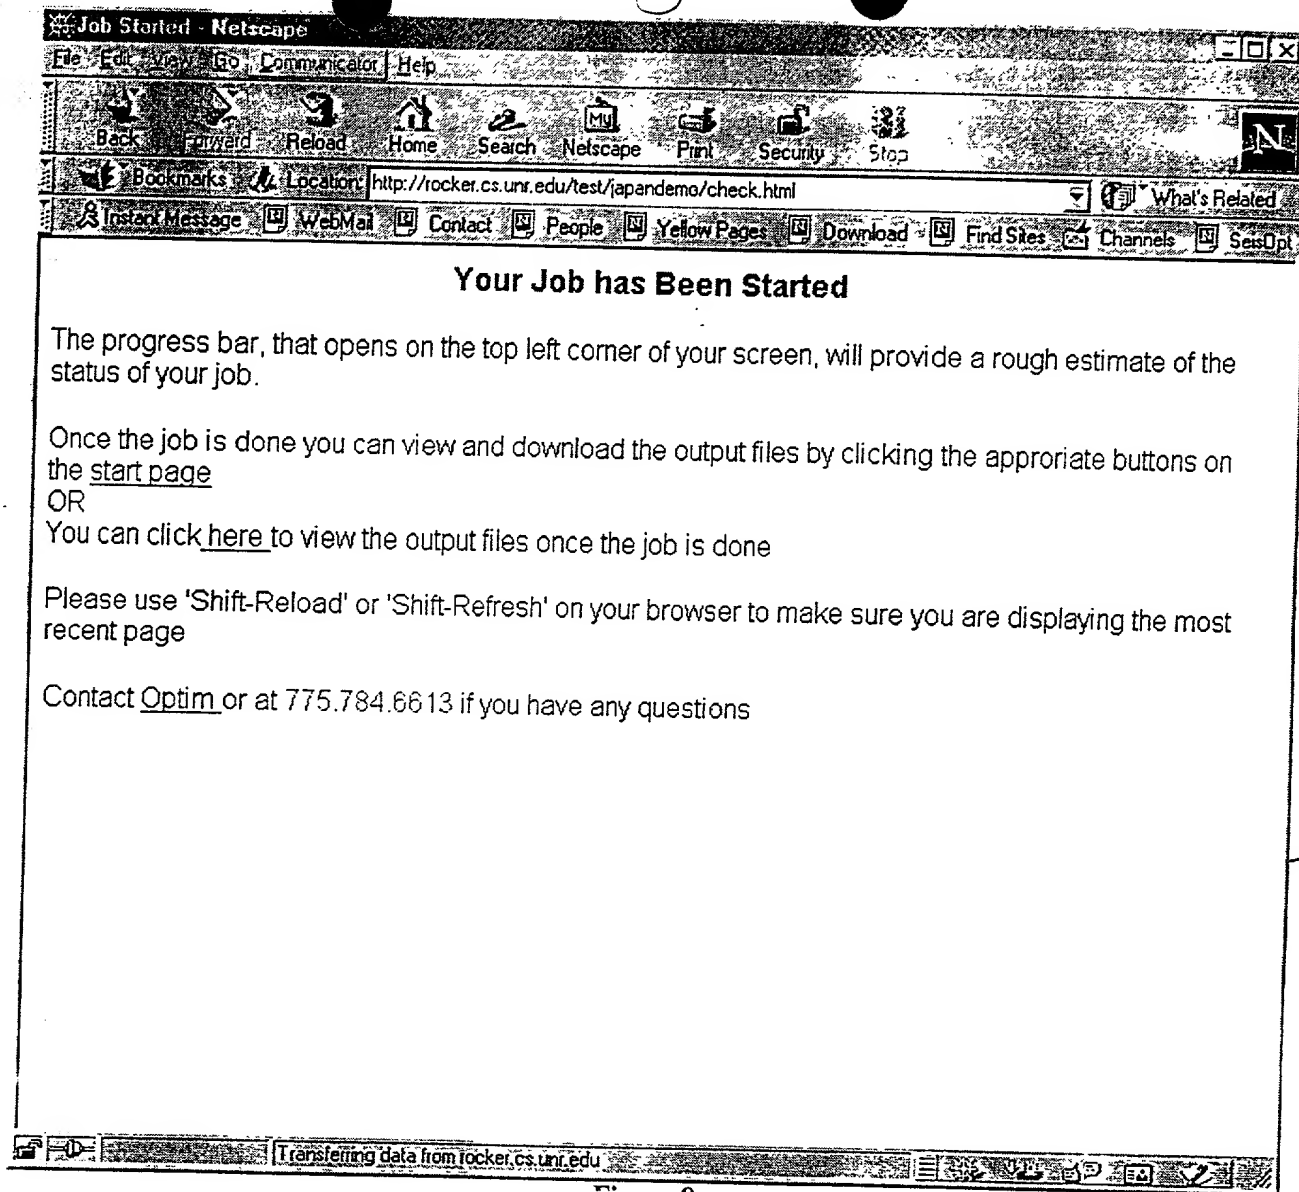 Job Started - Netscape
File Edit View Go Communicator Help
Back Forward Reload Home Search Netscape Print Security Stop
My
N
Bookmarks Location: http://rocker.cs.unr.edu/test/japandemo/check.html What's Related
Instant Message WebMail Contact People Yellow Pages Download Find Sites Channels SeisOpt
Your Job has Been Started
The progress bar, that opens on the top left corner of your screen, will provide a rough estimate of the
status of your job.
Once the job is done you can view and download the output files by clicking the approriate buttons on
the start page
OR
You can click here to view the output files once the job is done
Please use 'Shift-Reload' or 'Shift-Refresh' on your browser to make sure you are displaying the most
recent page
Contact Optim or at 775.784.6613 if you have any questions
Transferring data from rocker.cs.unr.edu